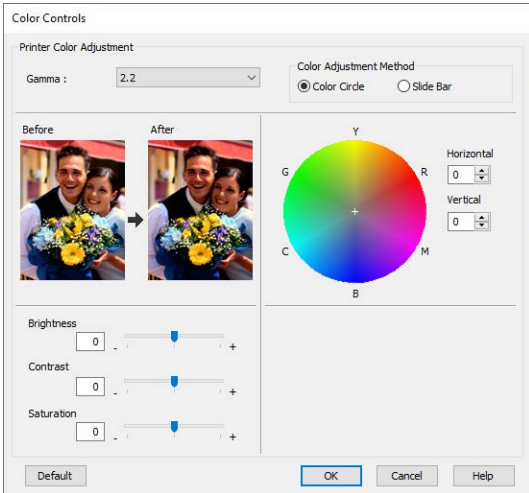 Color Controls
Printer Color Adjustment
Gamma :
2.2
Color Adjustment Method
Color Circle
Slide Bar
Before
After
Y
G
R
C
M
B
Horizontal
0
Vertical
0
Brightness
0
-
+
Contrast
0
-
+
Saturation
0
-
+
Default
OK
Cancel
Help